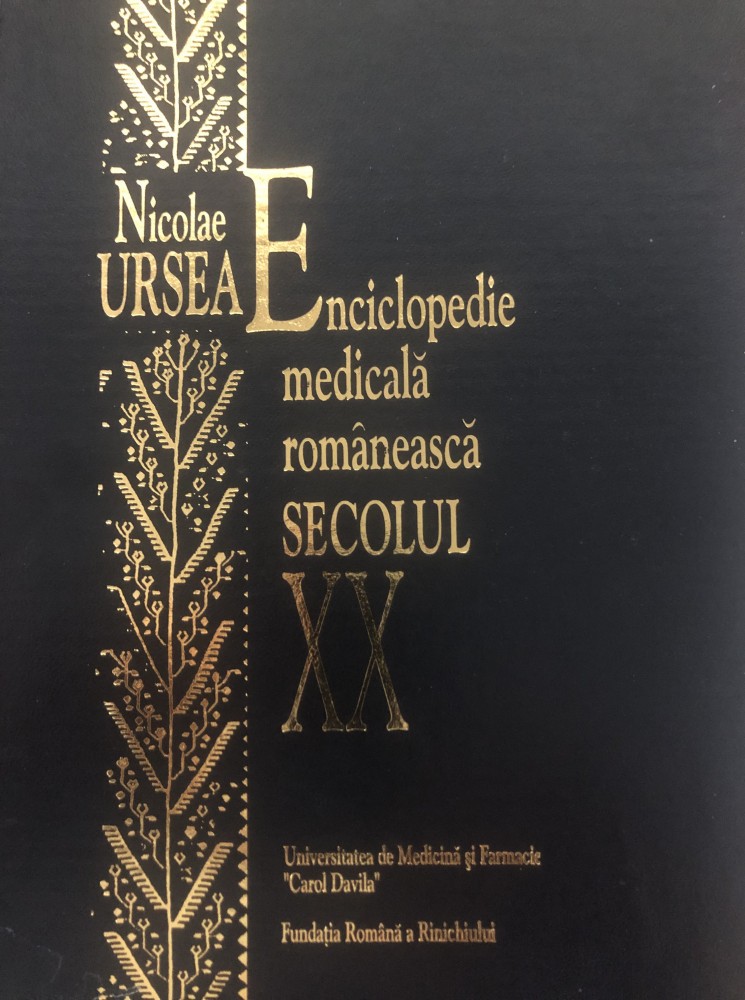 Nicolae
URSEA
Enciclopedie
medicală
românească
SECOLUL
XX
Universitatea de Medicină şi Farmacie
"Carol Davila"
Fundaţia Română a Rinichiului